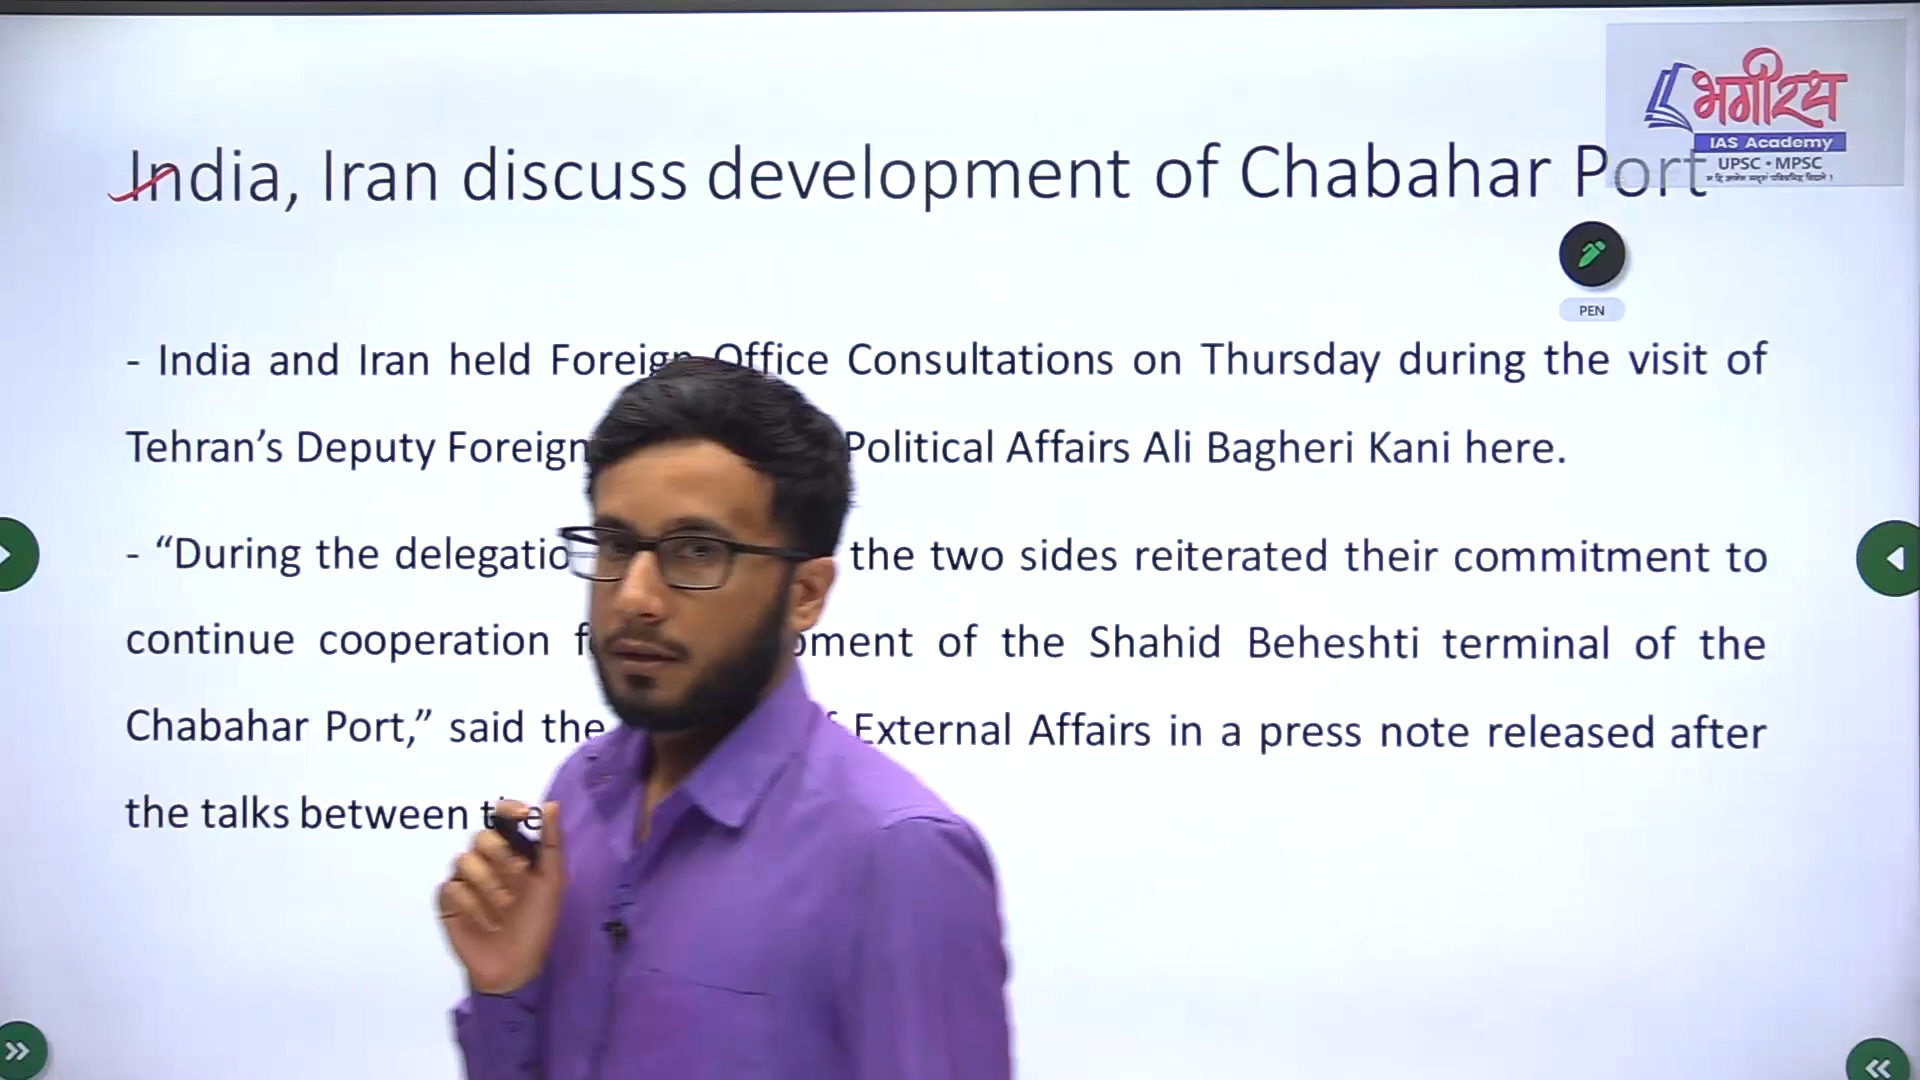 भगीरथ
IAS Academy
UPSC • MPSC
India, Iran discuss development of Chabahar Port
PEN
- India and Iran held Foreign Office Consultations on Thursday during the visit of
Tehran’s Deputy Foreign Political Affairs Ali Bagheri Kani here.
- “During the the two sides reiterated their commitment to
continue cooperation of the Shahid Beheshti terminal of the
Chabahar Port,” said the External Affairs in a press note released after
the talks between